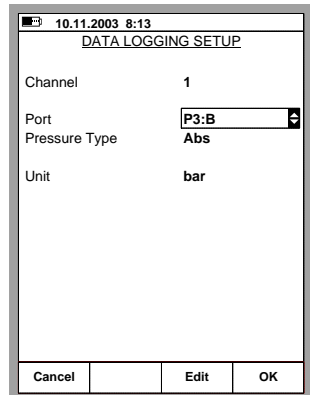 10.11.2003 8:13
DATA LOGGING SETUP
Channel 1
Port P3:B
Pressure Type Abs
Unit bar
Cancel Edit OK